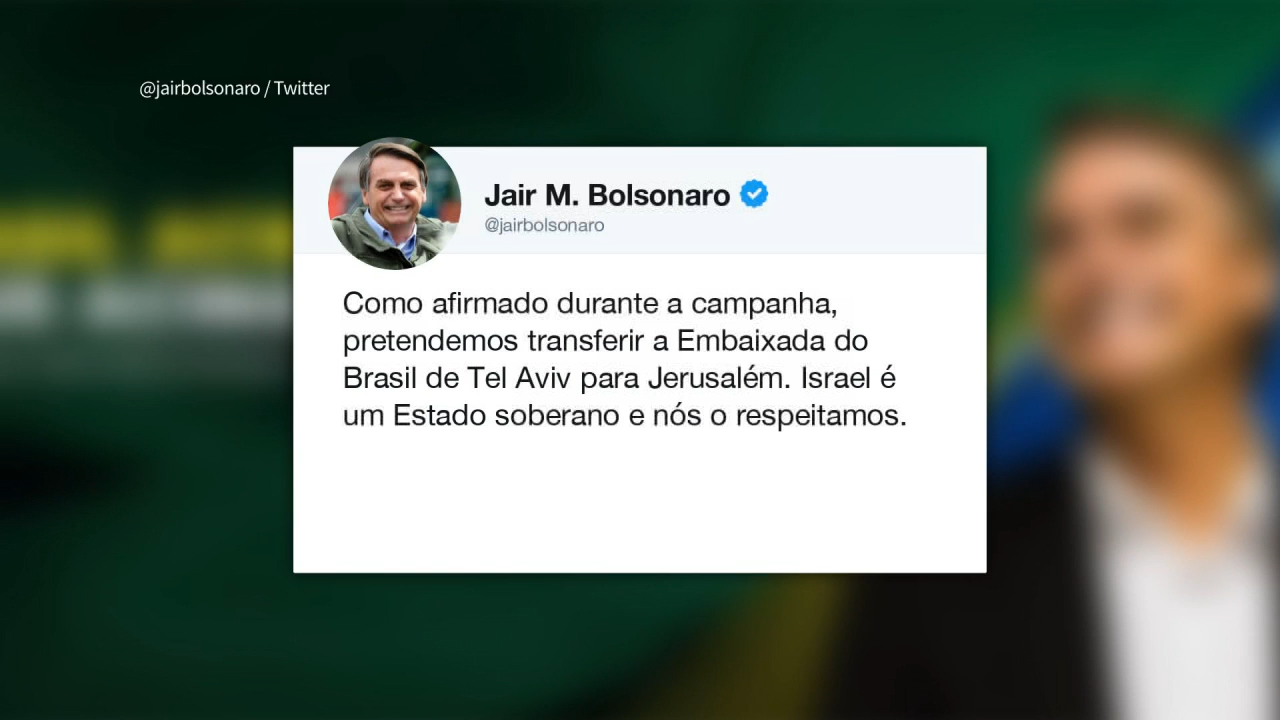 @jairbolsonaro / Twitter
Jair M. Bolsonaro
@jairbolsonaro
Como afirmado durante a campanha,
pretendemos transferir a Embaixada do
Brasil de Tel Aviv para Jerusalém. Israel é
um Estado soberano e nós o respeitamos.